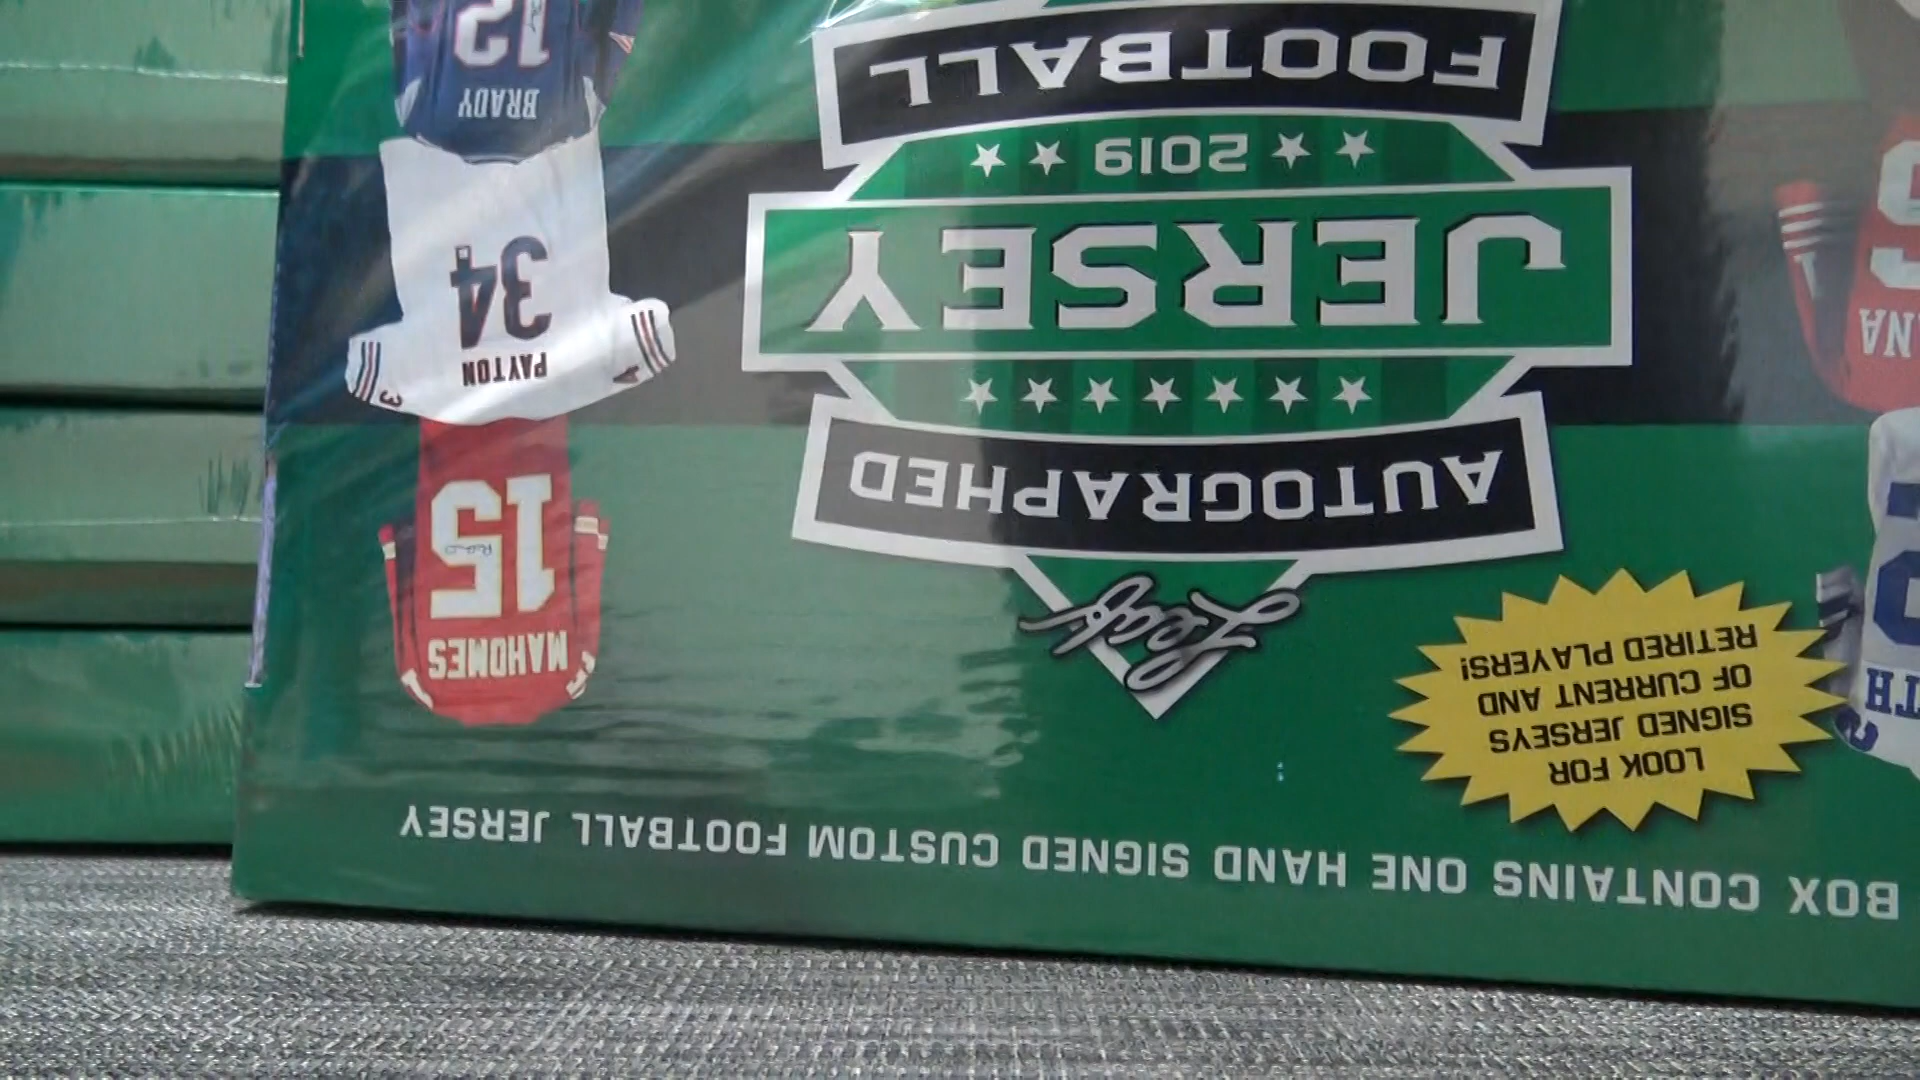 BOX CONTAINS ONE HAND SIGNED CUSTOM FOOTBALL JERSEY
LOOK FOR
SIGNED JERSEYS
OF CURRENT AND
RETIRED PLAYERS!
Leaf
AUTOGRAPHED
JERSEY
2019
FOOTBALL
MAHOMES
15
PAYTON
34
BRADY
12